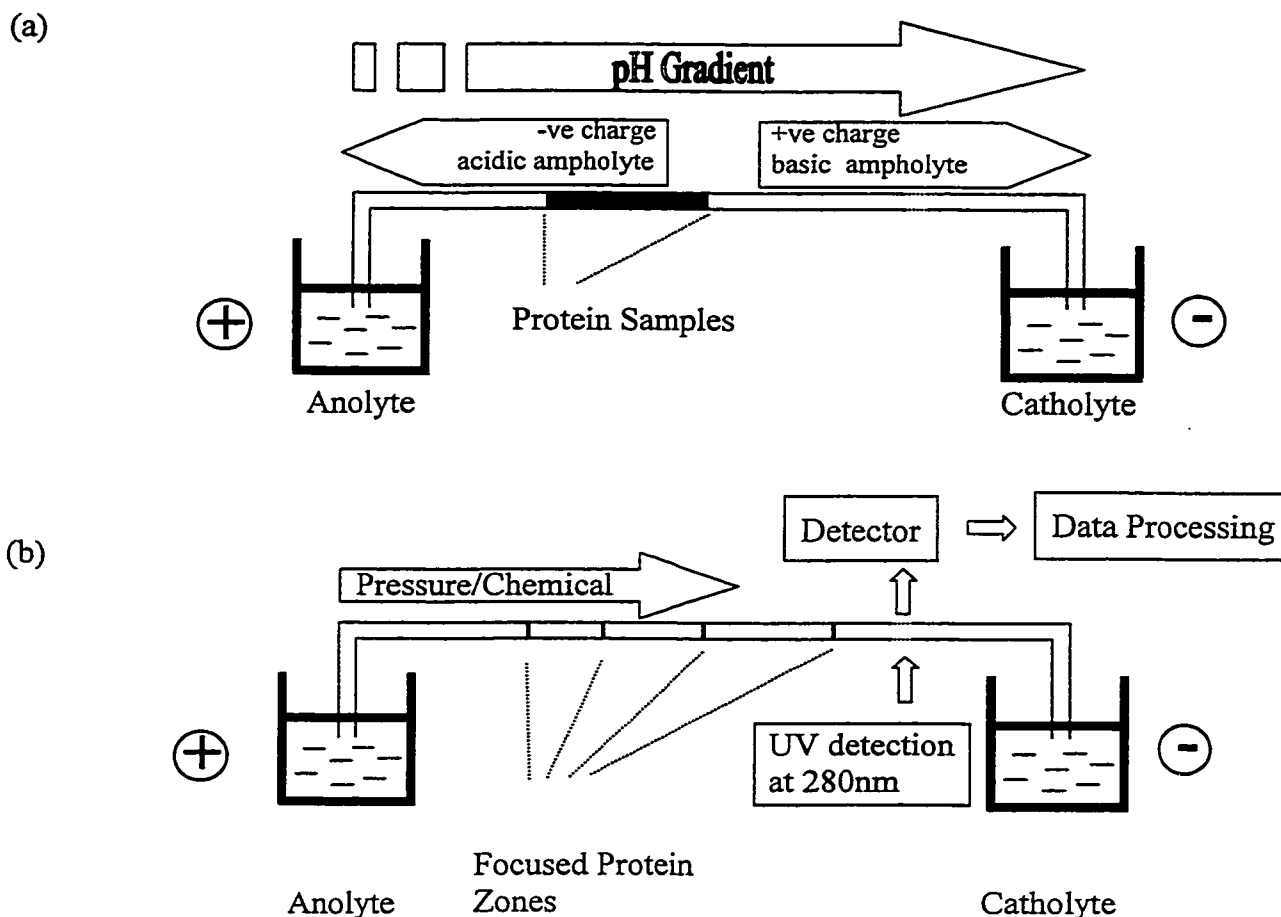 (a)
pH Gradient
-ve charge
acidic ampholyte
+ve charge
basic ampholyte
+
-
Protein Samples
Anolyte
Catholyte
(b)
Detector
Data Processing
Pressure/Chemical
+
-
UV detection
at 280nm
Focused Protein
Zones
Anolyte
Catholyte